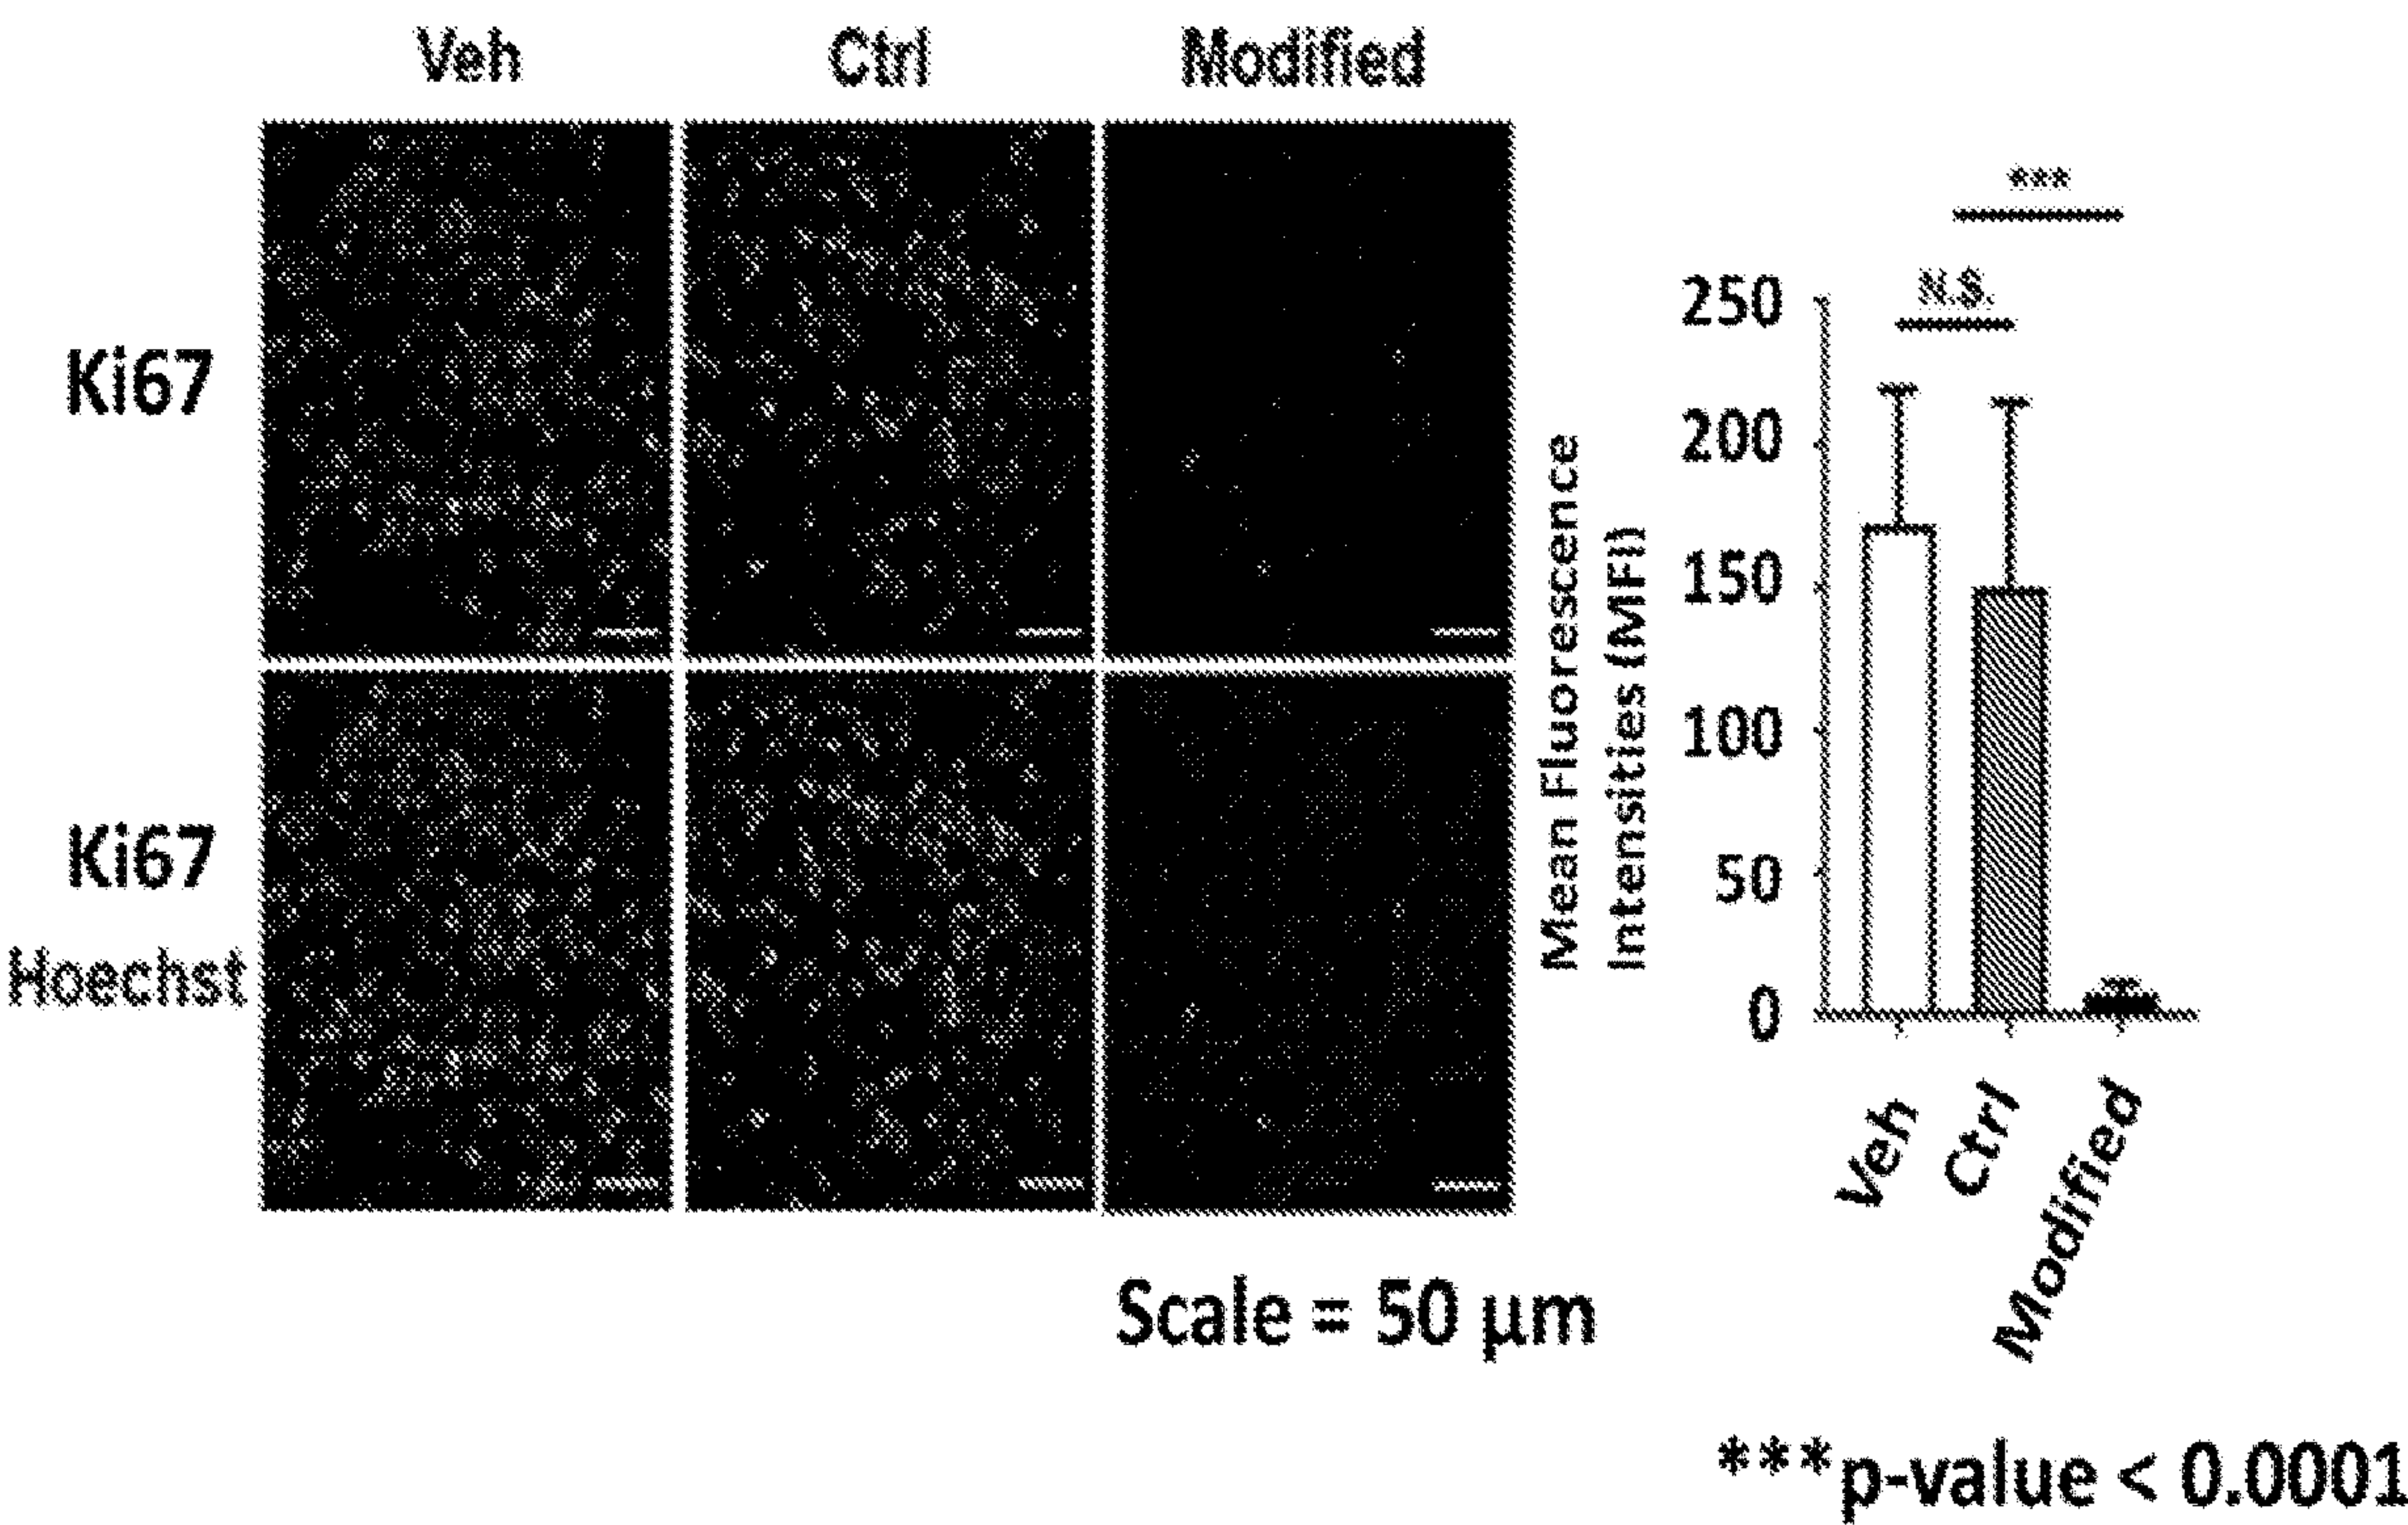 Veh
Ctrl
Modified
Ki67
Ki67
Hoechst
Scale = 50 μm
Mean Fluorescence
Intensities (MFI)
***
N.S.
250
200
150
100
50
0
Veh
Ctrl
Modified
***p-value < 0.0001